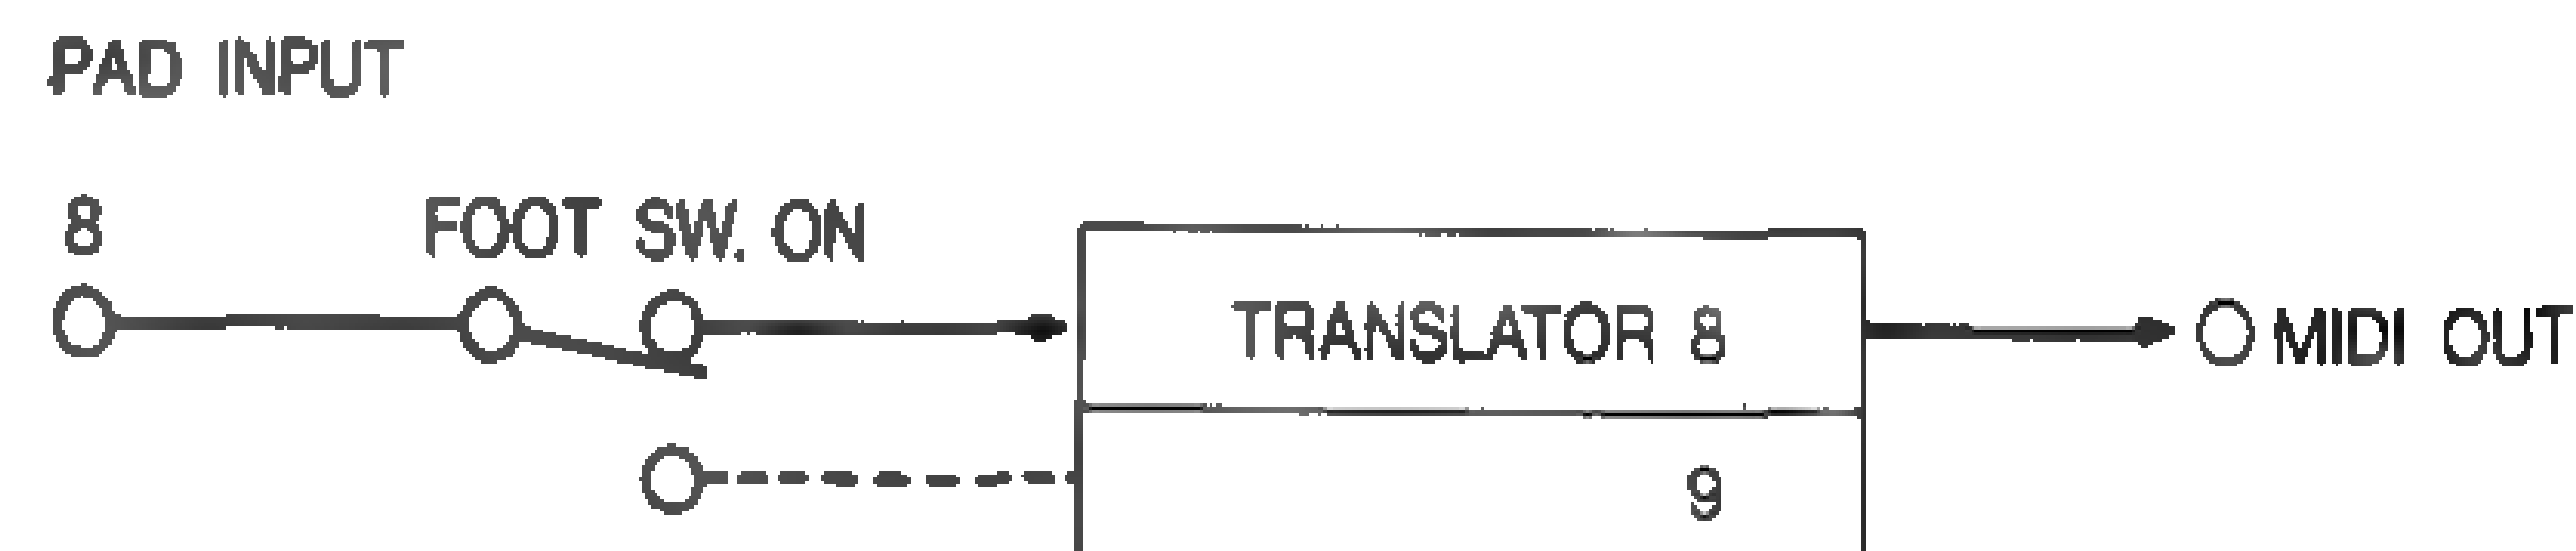 PAD INPUT
8 FOOT SW. ON
TRANSLATOR 8 MIDI OUT
9